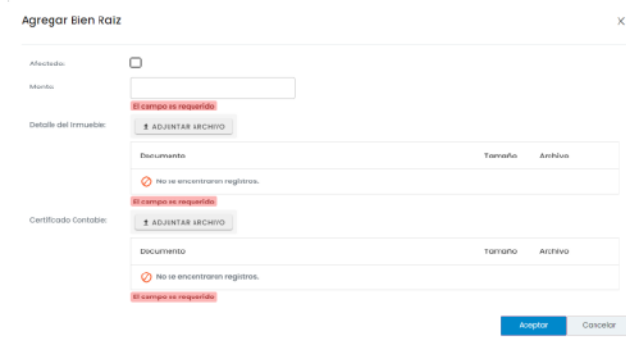 Agregar Bien Raiz
Afectado:
Monto:
El campo es requerido
Detalle del Inmueble:
ADJUNTAR ARCHIVO
Documento Tamaño Archivo
No se encontraron registros.
El campo es requerido
Certificado Contable:
ADJUNTAR ARCHIVO
Documento Tamaño Archivo
No se encontraron registros.
El campo es requerido
Aceptar Cancelar